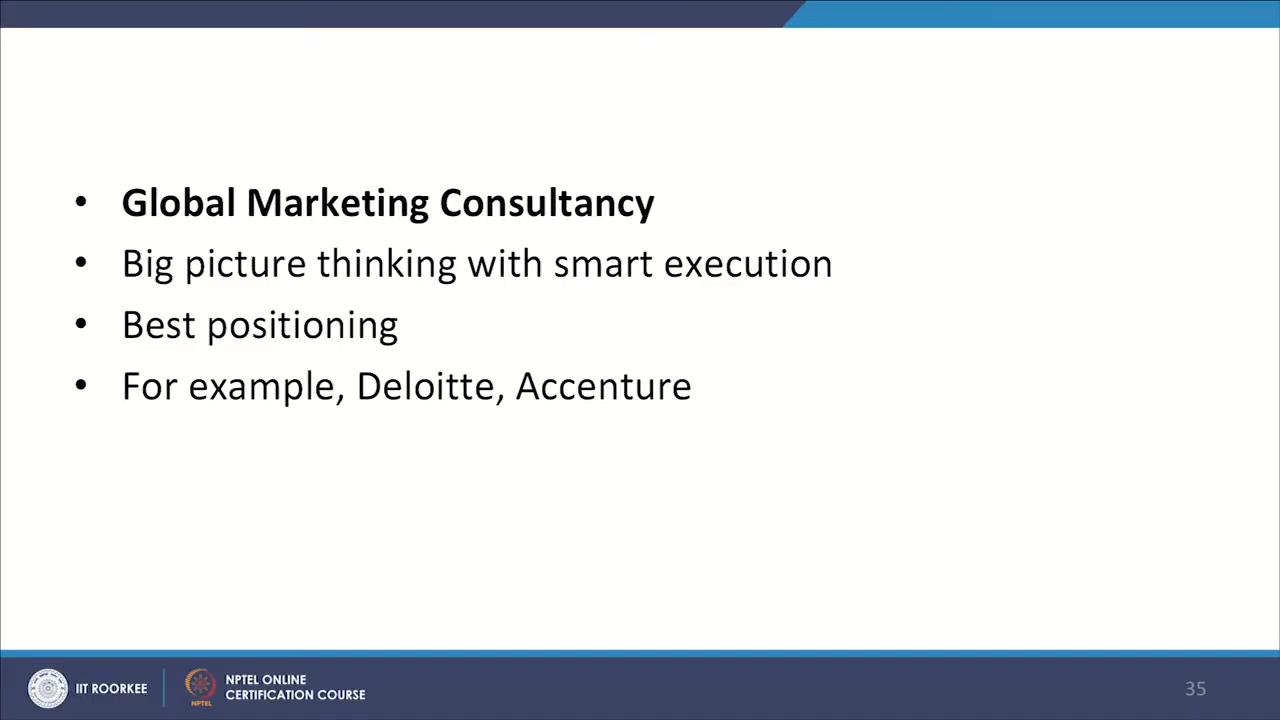 • Global Marketing Consultancy
• Big picture thinking with smart execution
• Best positioning
• For example, Deloitte, Accenture
IIT ROORKEE
NPTEL
NPTEL ONLINE
CERTIFICATION COURSE
35